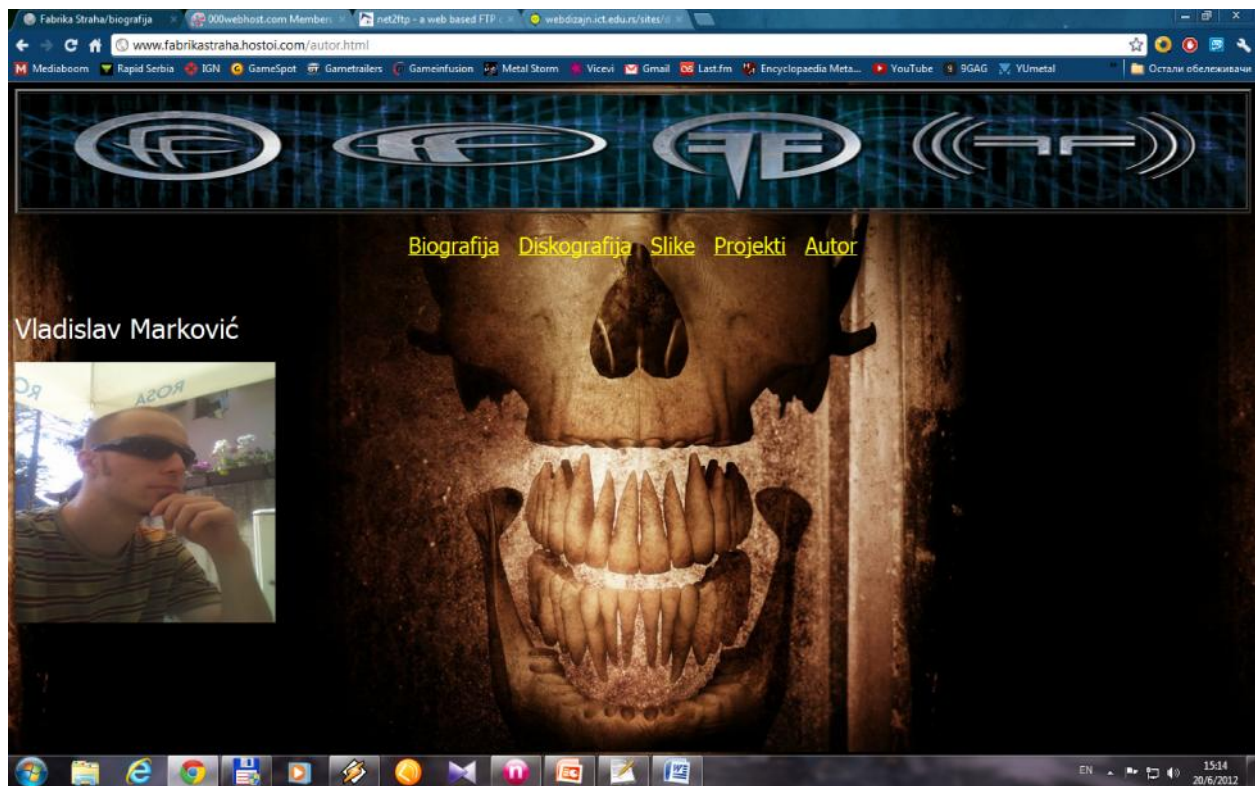 Fabrika Straha/biografija
000webhost.com Members
net2ftp - a web based FTP c
webdizajn.ict.edu.rs/sites/d
www.fabrikastraha.hostoi.com/autor.html
Mediaboom Rapid Serbia IGN GameSpot Gametrailers Gameinfusion Metal Storm Vicevi Gmail Last.fm Encyclopaedia Meta... YouTube 9GAG YUmetal Остали обележивачи
Biografija Diskografija Slike Projekti Autor
Vladislav Marković
ROSA
EN
15:14
20/6/2012